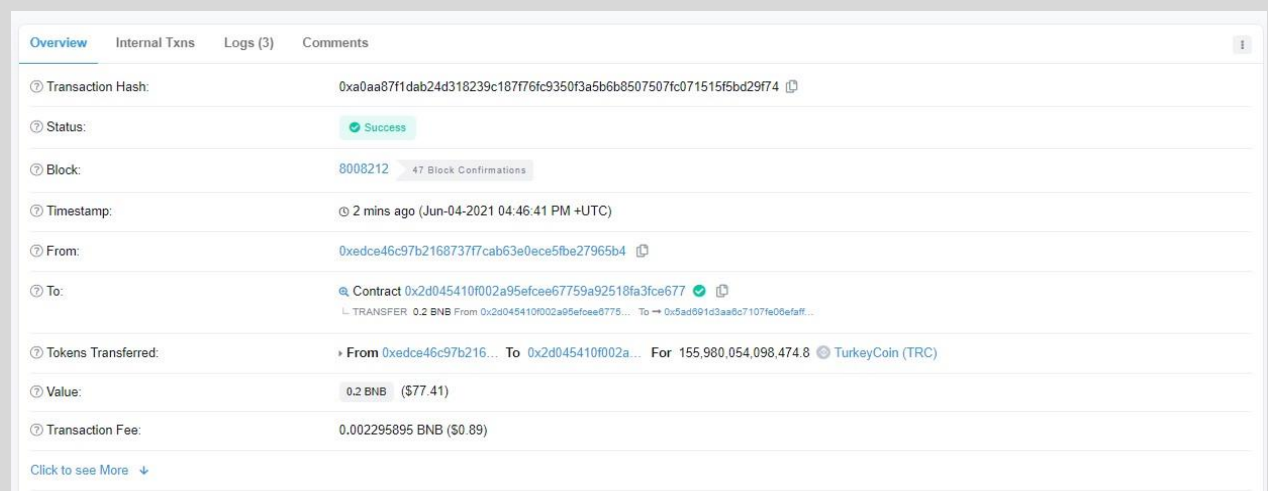 Overview Internal Txns Logs (3) Comments
Transaction Hash: 0xa0aa87f1dab24d318239c187f76fc9350f3a5b6b8507507fc071515f5bd29f74
Status: Success
Block: 8008212 47 Block Confirmations
Timestamp: 2 mins ago (Jun-04-2021 04:46:41 PM +UTC)
From: 0xedce46c97b2168737f7cab63e0ece5fbe27965b4
To: Contract 0x2d045410f002a95efcee67759a92518fa3fce677
TRANSFER 0.2 BNB From 0x2d045410f002a95efcee6775... To → 0x5ad691d3aa6c7107fe06efaff...
Tokens Transferred: From 0xedce46c97b216... To 0x2d045410f002a... For 155,980,054,098,474.8 TurkeyCoin (TRC)
Value: 0.2 BNB ($77.41)
Transaction Fee: 0.002295895 BNB ($0.89)
Click to see More